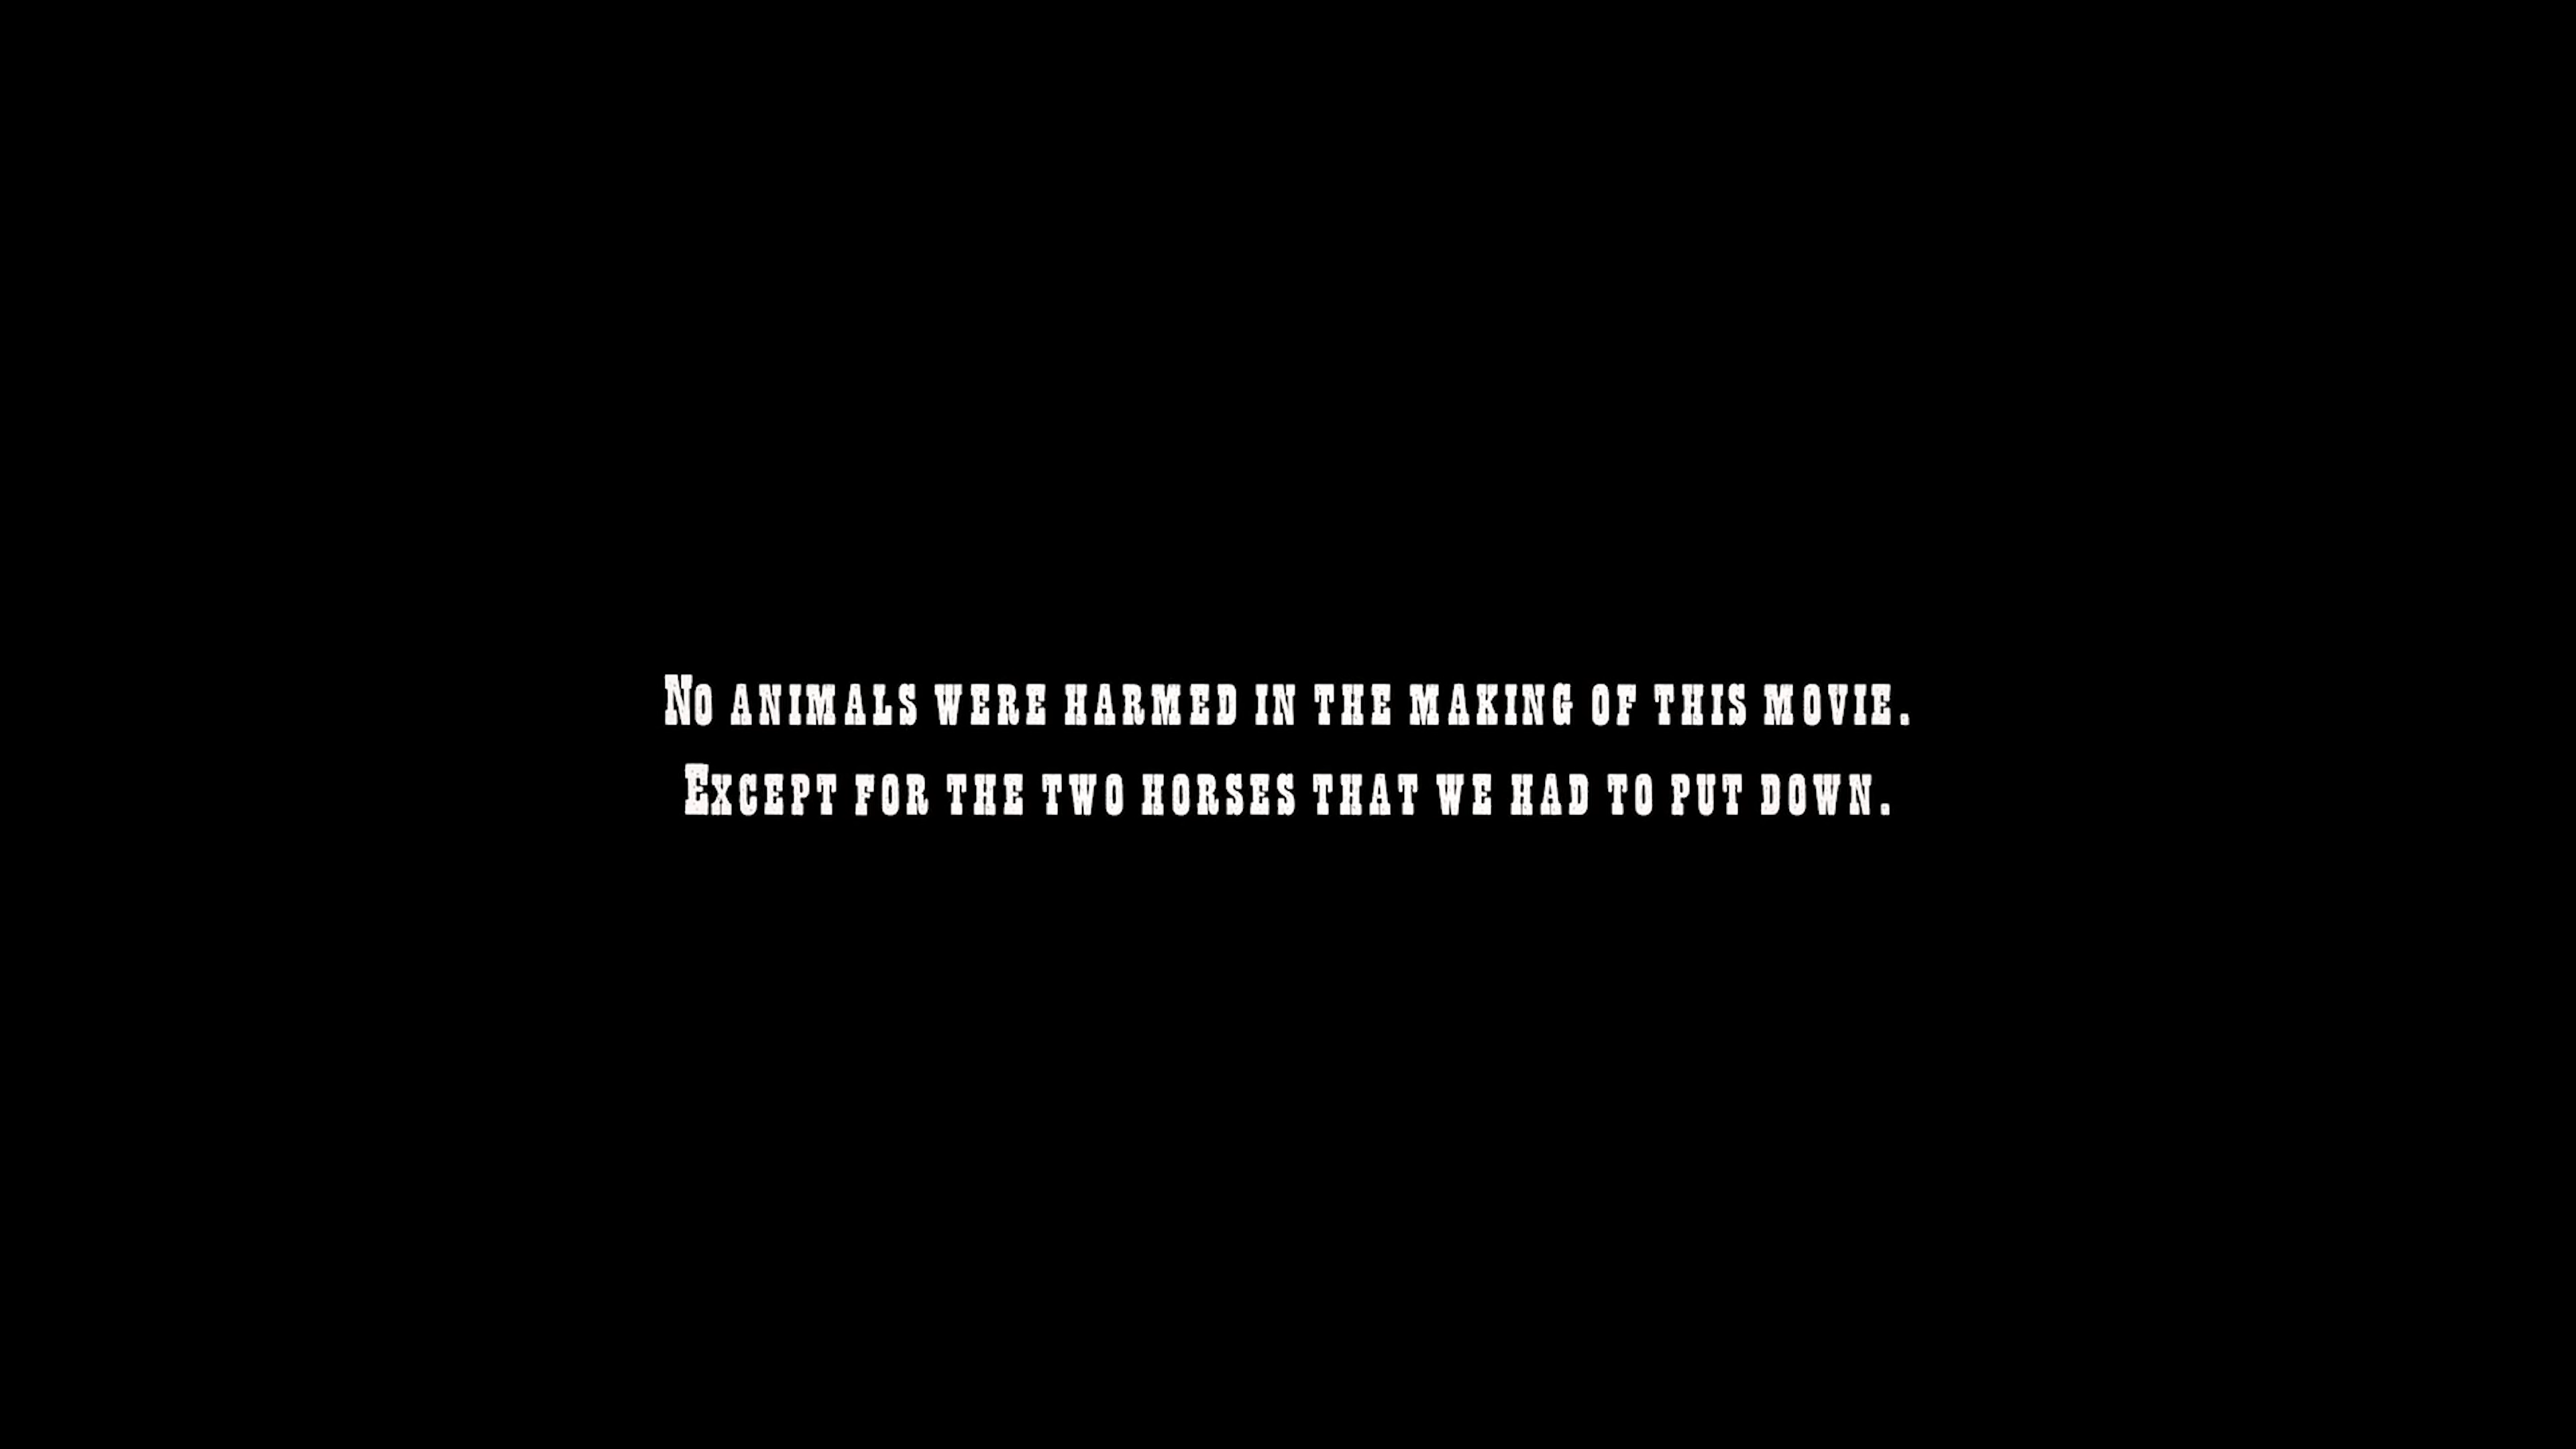 No animals were harmed in the making of this movie.
Except for the two horses that we had to put down.